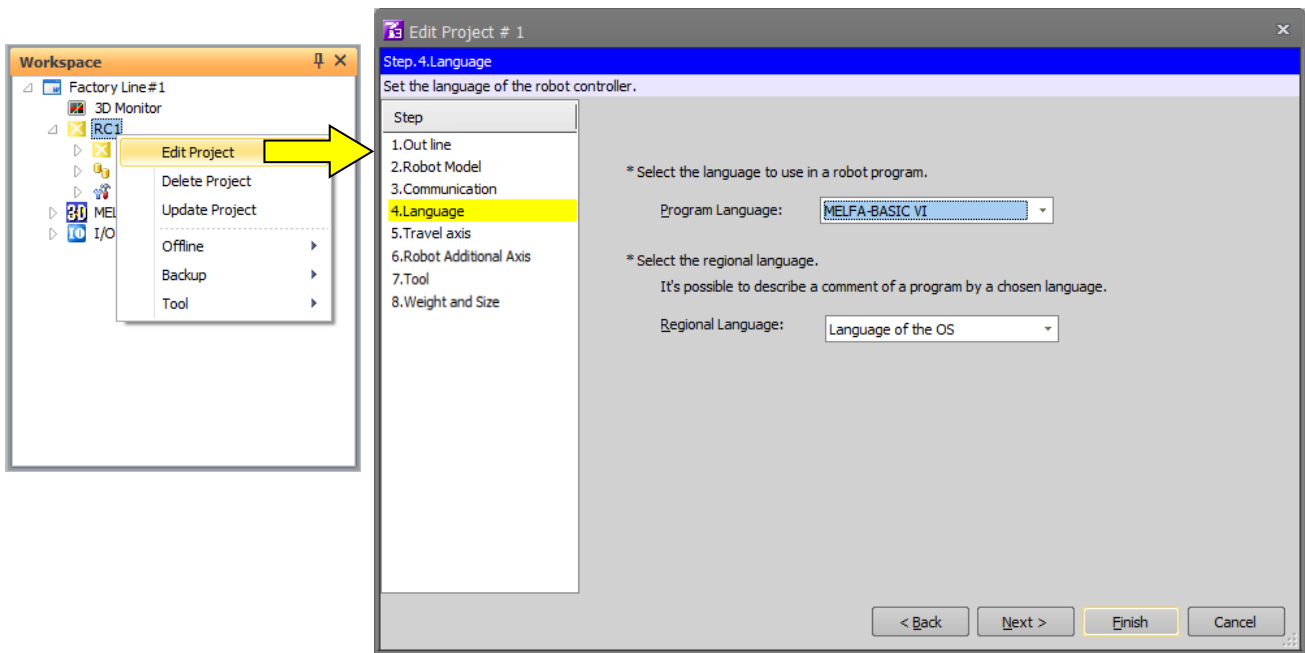 Workspace
Factory Line#1
3D Monitor
RC1
MEL
I/O
Edit Project
Delete Project
Update Project
Offline
Backup
Tool
Edit Project # 1
Step.4.Language
Set the language of the robot controller.
Step
1.Out line
2.Robot Model
3.Communication
4.Language
5.Travel axis
6.Robot Additional Axis
7.Tool
8.Weight and Size
* Select the language to use in a robot program.
Program Language: MELFA-BASIC VI
* Select the regional language.
It's possible to describe a comment of a program by a chosen language.
Regional Language: Language of the OS
< Back Next > Finish Cancel